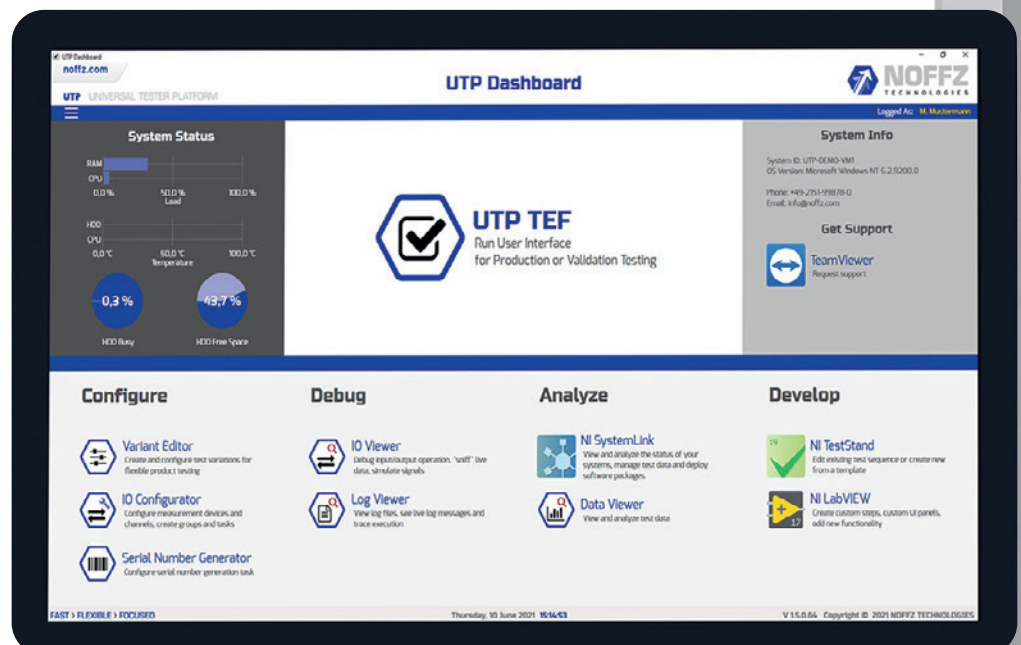 UTP Dashboard
noffz.com
UTP UNIVERSAL TESTER PLATFORM
UTP Dashboard
NOFFZ
TECHNOLOGIES
Logged As: M. Mustermann
System Status
RAM
CPU
0,0 % 50,0 % 100,0 %
Load
HDD
CPU
0,0 °C 50,0 °C 100,0 °C
Temperature
0,3 %
43,7 %
HDD Busy
HDD Free Space
UTP TEF
Run User Interface
for Production or Validation Testing
System Info
System ID: UTP-DEMO-VM1
OS Version: Microsoft Windows NT 6.2.9200.0
Phone: +49-2151-99878-0
Email: info@noffz.com
Get Support
TeamViewer
Request support
Configure
Variant Editor
Create and configure test variations for
flexible product testing
IO Configurator
Configure measurement devices and
channels, create groups and tasks
Serial Number Generator
Configure serial number generation task
Debug
IO Viewer
Debug input/output operation, "sniff" live
data, simulate signals
Log Viewer
View log files, see live log messages and
trace execution
Analyze
NI SystemLink
View and analyze the status of your
systems, manage test data and deploy
software packages.
Data Viewer
View and analyze test data
Develop
19
NI TestStand
Edit existing test sequence or create new
from a template
17
NI LabVIEW
Create custom steps, custom UI panels,
add new functionality
FAST > FLEXIBLE > FOCUSED
Thursday, 10 June 2021 15:14:53
V 1.5.0.64 Copyright © 2021 NOFFZ TECHNOLOGIES